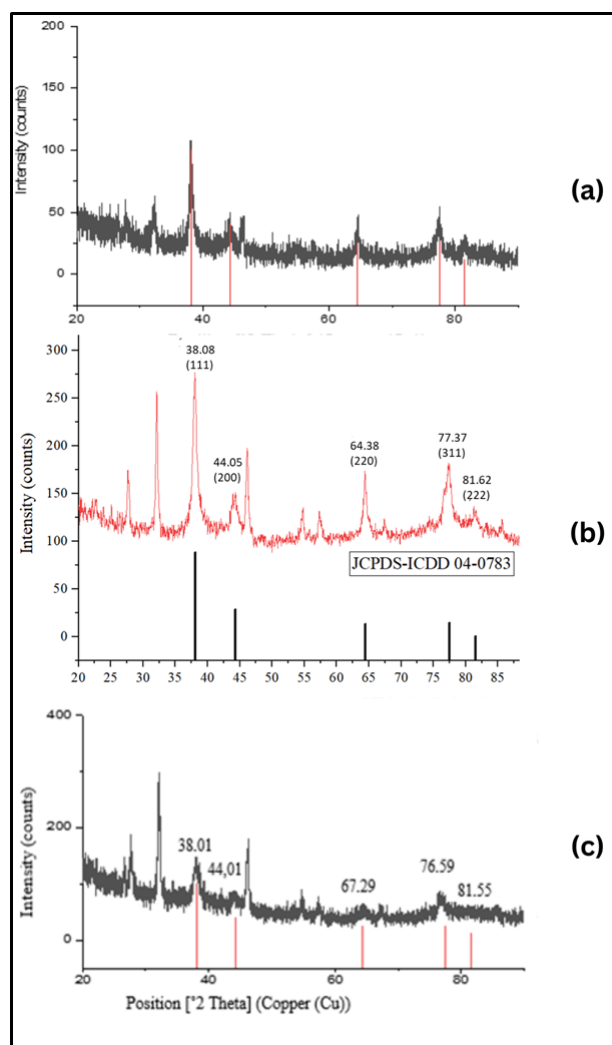 200
150
100
50
0
Intensity (counts)
20 40 60 80
(a)
300
250
200
150
100
50
0
Intensity (counts)
38.08
(111)
44.05
(200)
64.38
(220)
77.37
(311)
81.62
(222)
JCPDS-ICDD 04-0783
20 25 30 35 40 45 50 55 60 65 70 75 80 85
(b)
400
200
0
Intensity (counts)
38.01
44,01
67.29
76.59
81.55
20 40 60 80
Position [°2 Theta] (Copper (Cu))
(c)